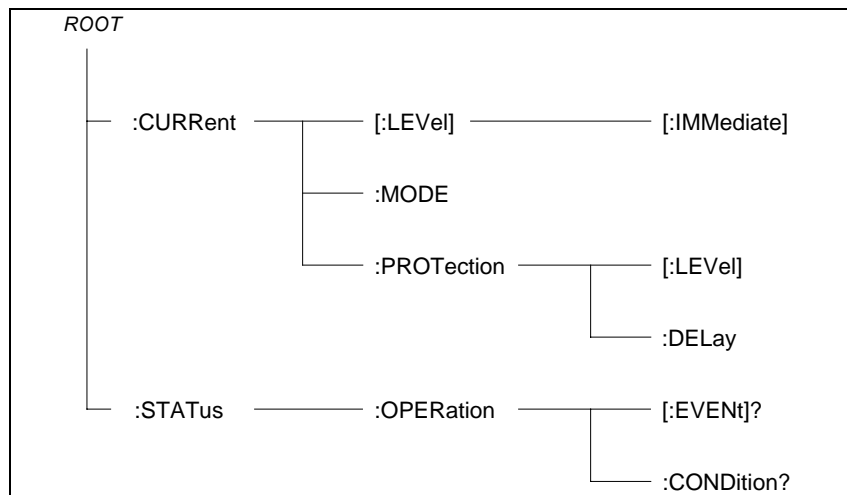 ROOT
:CURRent [:LEVel] [:IMMediate]
:MODE
:PROTection [:LEVel]
:DELay
:STATus :OPERation [:EVENt]?
:CONDition?